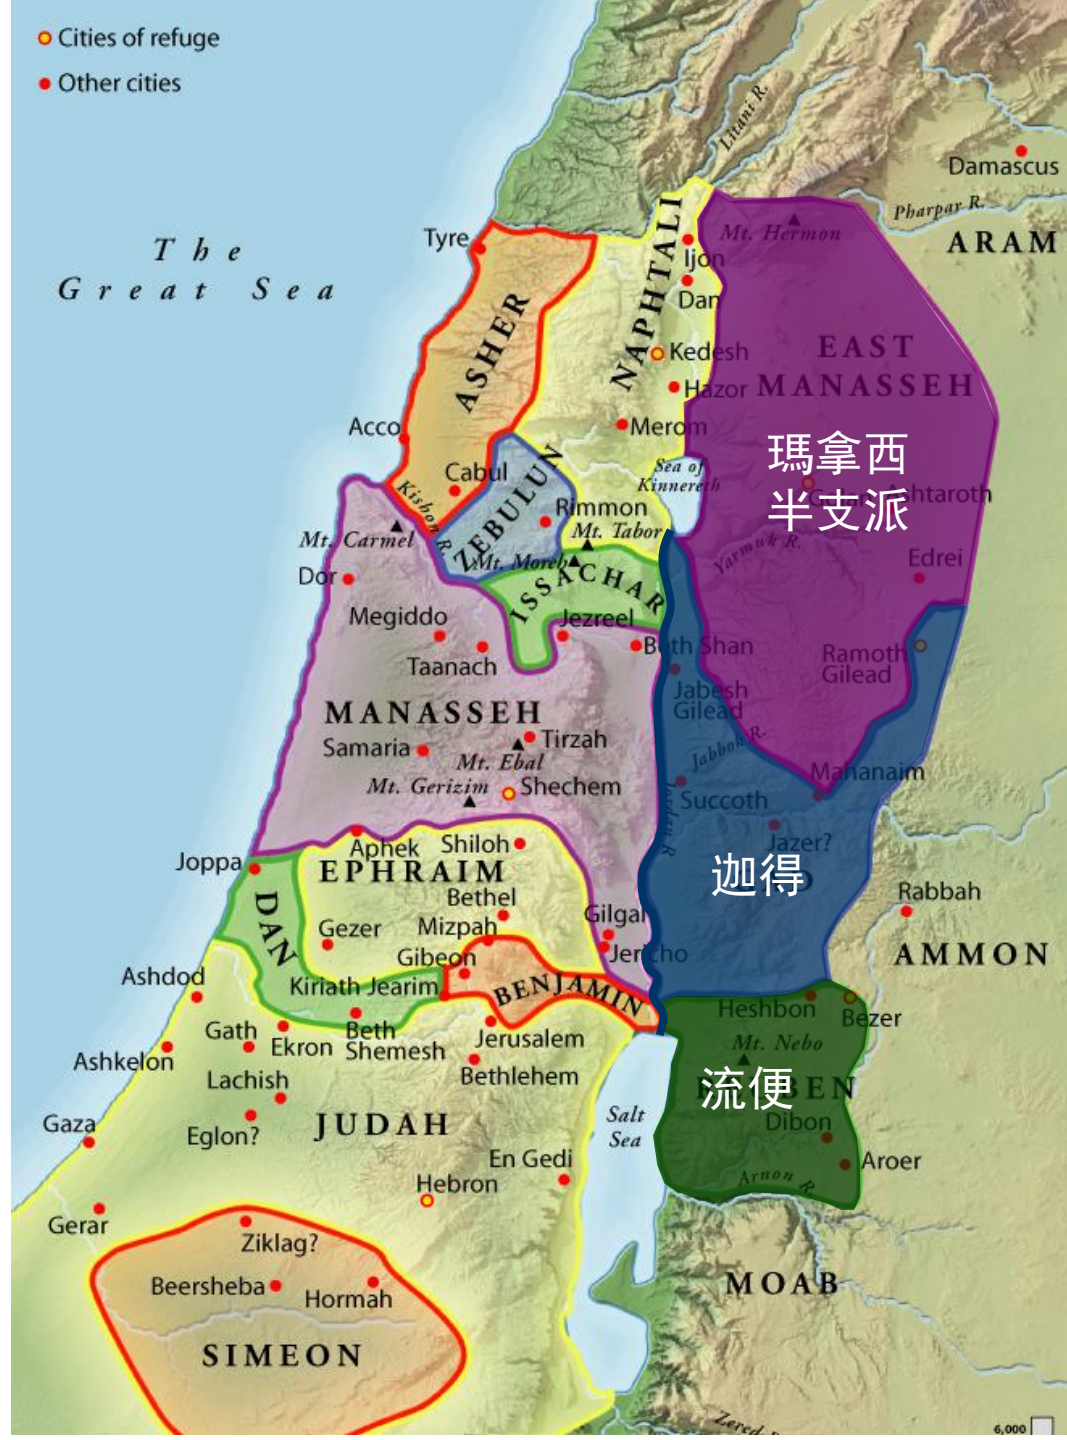 Cities of refuge
Other cities
Litani R.
Damascus
Pharpar R.
ARAM
Tyre
Mt. Hermon
The
Great Sea
Ijon
Dan
NAPHTALI
ASHER
Kedesh
EAST
MANASSEH
Hazor
Acco
Merom
瑪拿西
半支派
Sea of
Kinnereth
Cabul
Golan
Ashtaroth
Kishon R.
ZEBULUN
Rimmon
Mt. Tabor
Mt. Carmel
Yarmuk R.
Mt. Moreh
Edrei
Dor
ISSACHAR
Megiddo
Jezreel
Taanach
Beth Shan
Ramoth
Gilead
Jabesh
Gilead
MANASSEH
Samaria
Tirzah
Mt. Ebal
Jabbok R.
Mt. Gerizim
Shechem
Mahanaim
Succoth
Jordan R.
Jazer?
Aphek
Shiloh
Joppa
EPHRAIM
迦得
Bethel
Rabbah
DAN
Gezer
Mizpah
Gilgal
Gibeon
Jericho
AMMON
Ashdod
Kiriath Jearim
BENJAMIN
Heshbon
Bezer
Gath
Ekron
Beth
Shemesh
Jerusalem
Mt. Nebo
Ashkelon
Bethlehem
Lachish
流便
REUBEN
Gaza
Eglon?
JUDAH
Salt
Sea
Dibon
En Gedi
Aroer
Hebron
Arnon R.
Gerar
Ziklag?
Beersheba
Hormah
MOAB
SIMEON
Zered
6,000